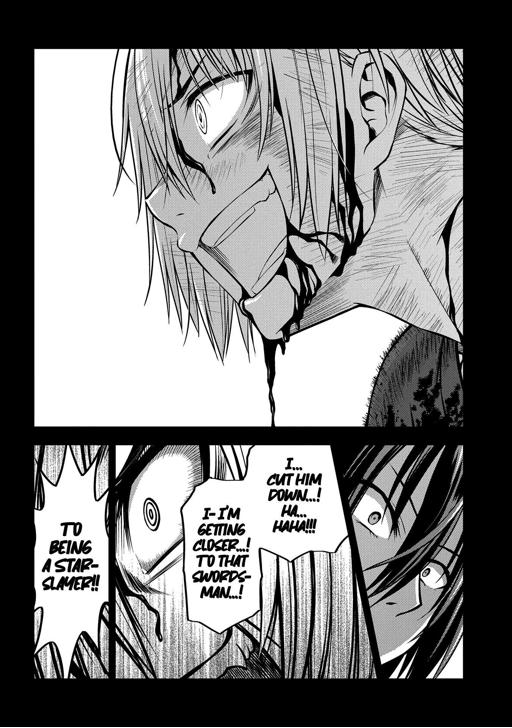 I...
CUT HIM
DOWN...!
HA...
HAHA!!!
I- I'M
GETTING
CLOSER...!
TO THAT
SWORDS-
MAN...!
TO
BEING
A STAR-
SLAYER!!